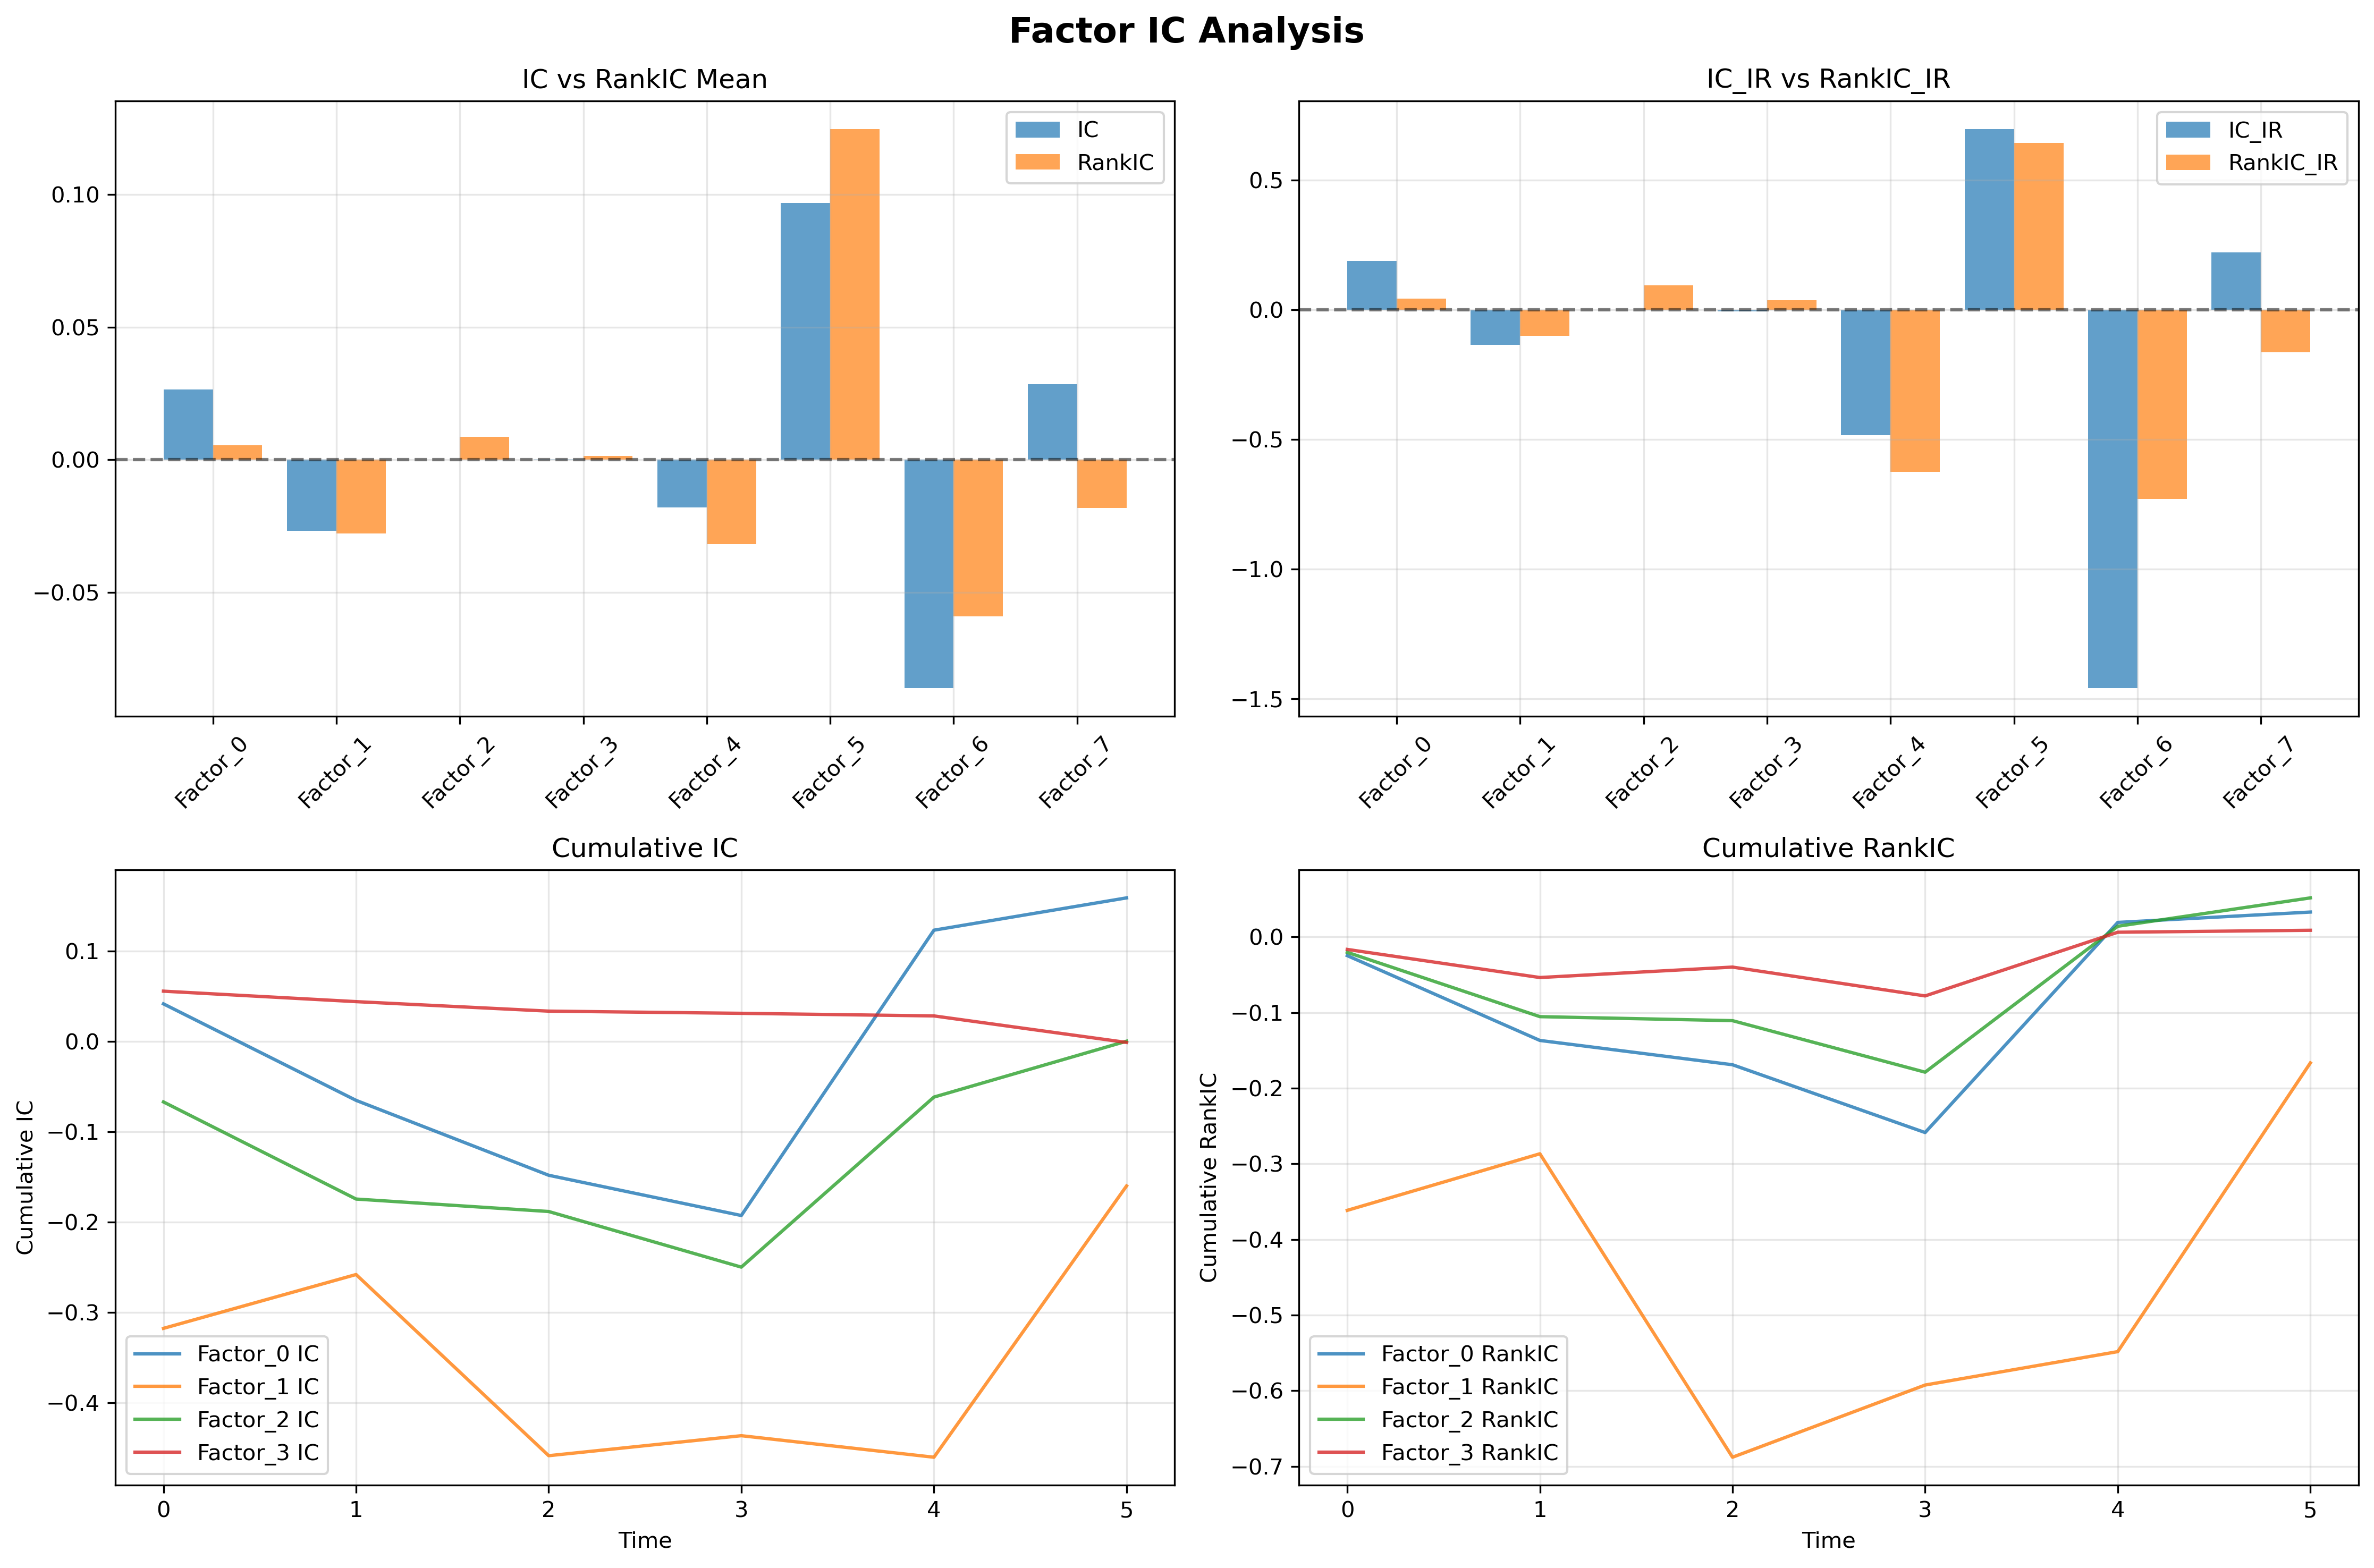 Factor IC Analysis
IC vs RankIC Mean
IC
RankIC
0.10
0.05
0.00
−0.05
Factor_0
Factor_1
Factor_2
Factor_3
Factor_4
Factor_5
Factor_6
Factor_7
IC_IR vs RankIC_IR
IC_IR
RankIC_IR
0.5
0.0
−0.5
−1.0
−1.5
Factor_0
Factor_1
Factor_2
Factor_3
Factor_4
Factor_5
Factor_6
Factor_7
Cumulative IC
Cumulative IC
0.1
0.0
−0.1
−0.2
−0.3
−0.4
Factor_0 IC
Factor_1 IC
Factor_2 IC
Factor_3 IC
0 1 2 3 4 5
Time
Cumulative RankIC
Cumulative RankIC
0.0
−0.1
−0.2
−0.3
−0.4
−0.5
−0.6
−0.7
Factor_0 RankIC
Factor_1 RankIC
Factor_2 RankIC
Factor_3 RankIC
0 1 2 3 4 5
Time